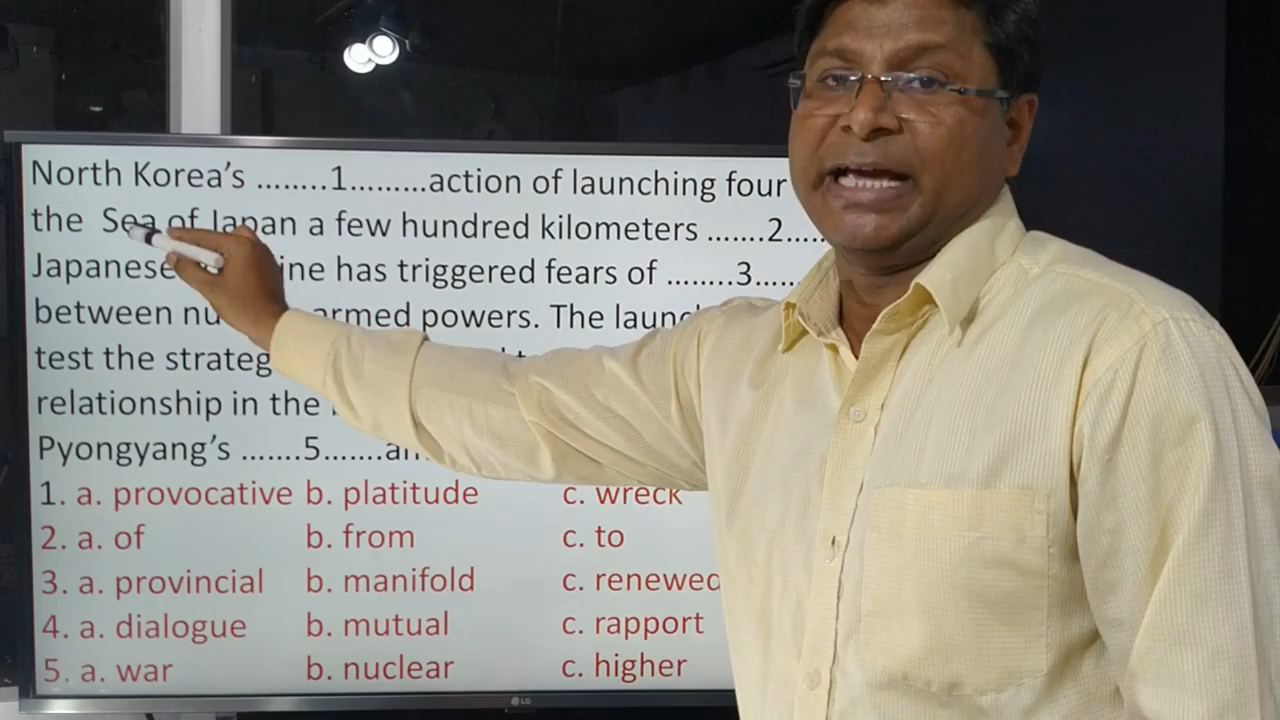 North Korea's ........1.........action of launching four
the Sea of Japan a few hundred kilometers .......2.....
Japanese ine has triggered fears of ........3.....
between nu armed powers. The launc
test the strateg
relationship in the
Pyongyang's .......5.......
1. a. provocative b. platitude c. wreck
2. a. of b. from c. to
3. a. provincial b. manifold c. renewed
4. a. dialogue b. mutual c. rapport
5. a. war b. nuclear c. higher
LG